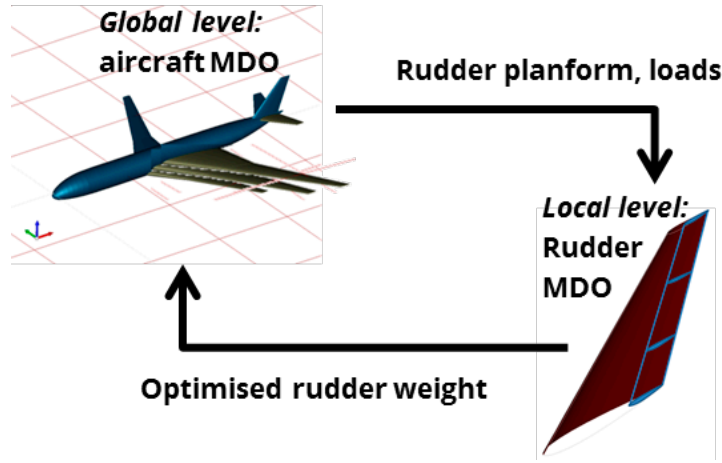 Global level:
aircraft MDO
Rudder planform, loads
Local level:
Rudder
MDO
Optimised rudder weight